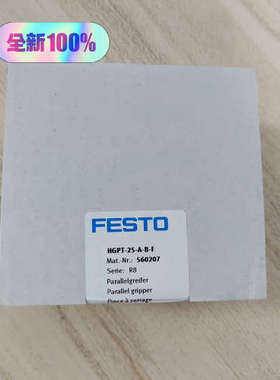 全新100%
FESTO
HGPT-25-A-B-F
Mat. Nr.: 560207
Serie: R8
Parallelgreifer
Parallel gripper